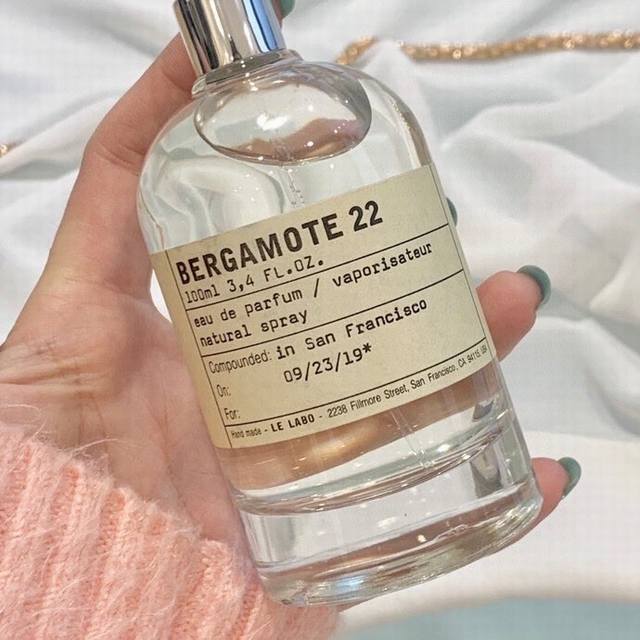 BERGAMOTE 22
100ml 3,4 FL.OZ.
eau de parfum / vaporisateur
natural spray
Compounded: in San Francisco
On: 09/23/19*
For:
Hand made - LE LABO - 2238 Fillmore Street, San Francisco, CA 94115, USA